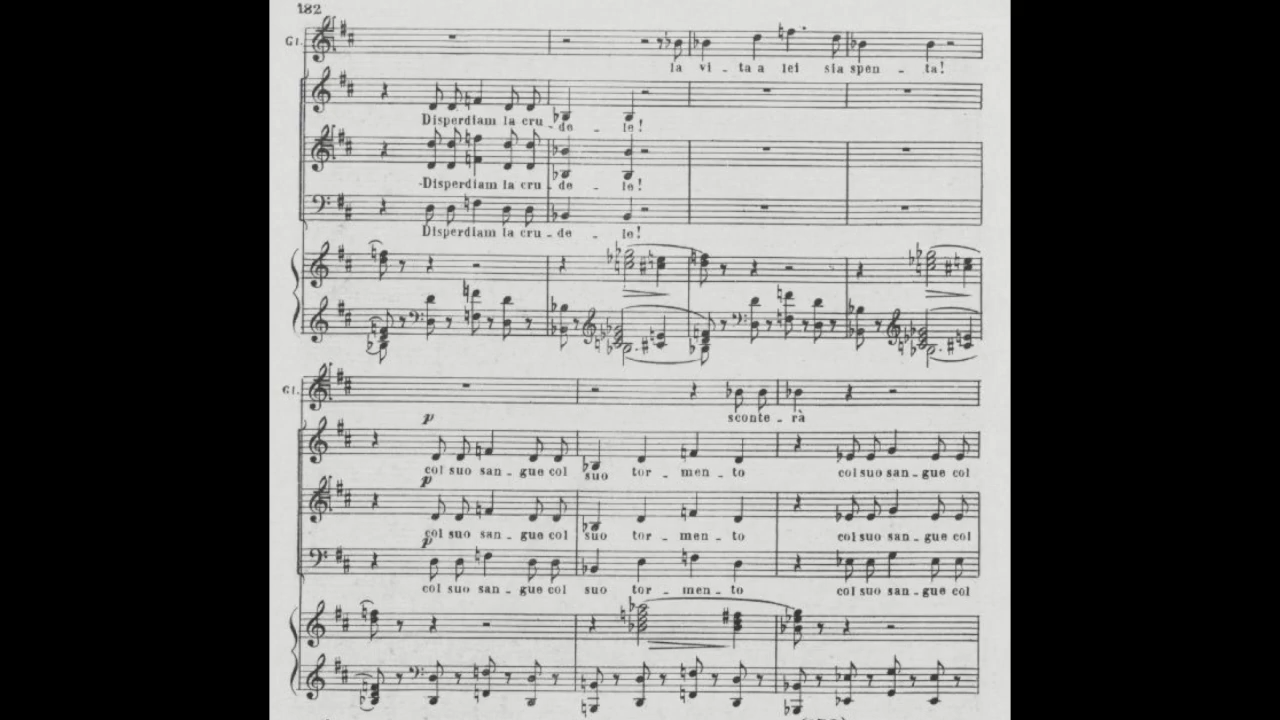 182
Gi.
la vi - ta a lei sia spen - ta!
Disperdiam la cru - de - le!
Disperdiam la cru - de - le!
Disperdiam la cru - de - le!
Gi.
sconte - rà
p
col suo san - gue col suo tor - men - to col suo san - gue col
p
col suo san - gue col suo tor - men - to col suo san - gue col
p
col suo san - gue col suo tor - men - to col suo san - gue col